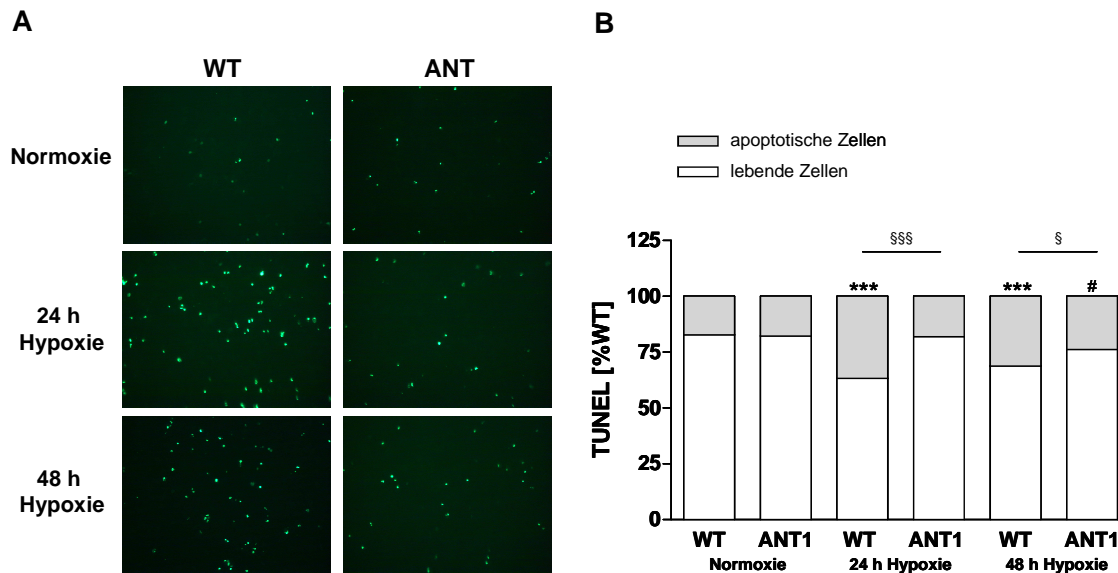 A
WT ANT
Normoxie
24 h
Hypoxie
48 h
Hypoxie
B
apoptotische Zellen
lebende Zellen
TUNEL [%WT]
125
100
75
50
25
0
§§§
§
***
***
#
WT ANT1 WT ANT1 WT ANT1
Normoxie 24 h Hypoxie 48 h Hypoxie